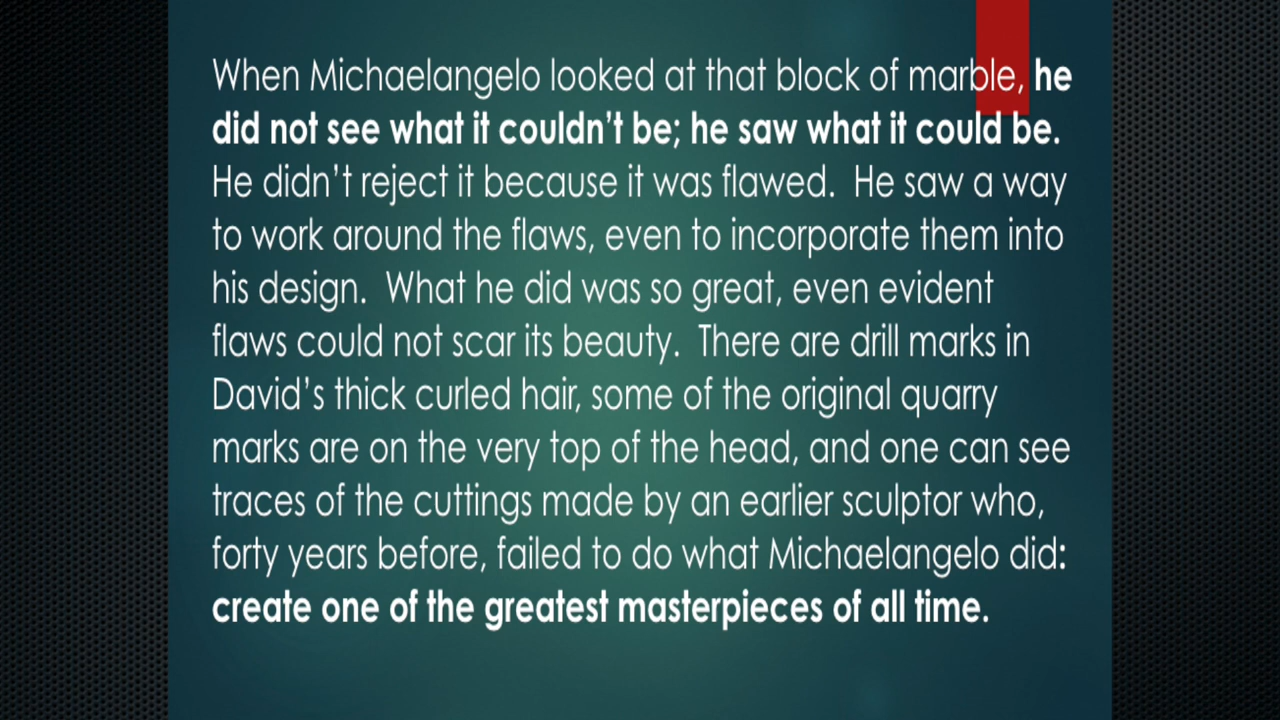 When Michaelangelo looked at that block of marble, he
did not see what it couldn't be; he saw what it could be.
He didn't reject it because it was flawed.  He saw a way
to work around the flaws, even to incorporate them into
his design.  What he did was so great, even evident
flaws could not scar its beauty.  There are drill marks in
David's thick curled hair, some of the original quarry
marks are on the very top of the head, and one can see
traces of the cuttings made by an earlier sculptor who,
forty years before, failed to do what Michaelangelo did:
create one of the greatest masterpieces of all time.